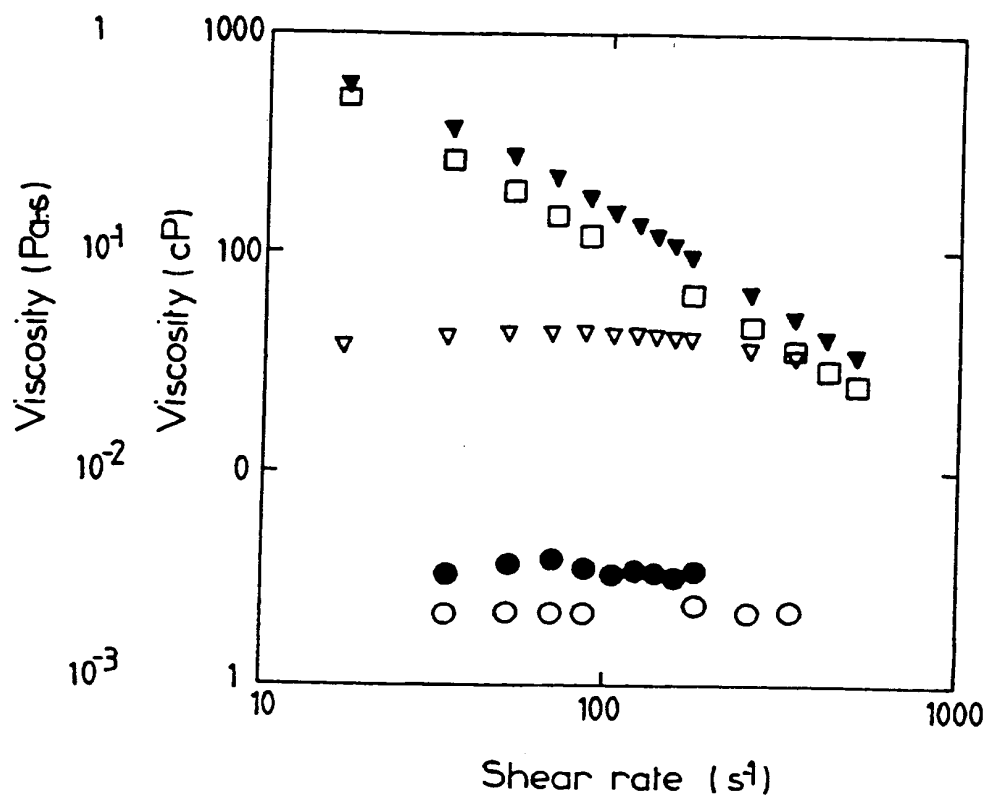 1 1000
Viscosity (Pa·s)
Viscosity (cP)
10⁻¹ 100
10⁻² 0
10⁻³ 1
10 100 1000
Shear rate (s⁻¹)